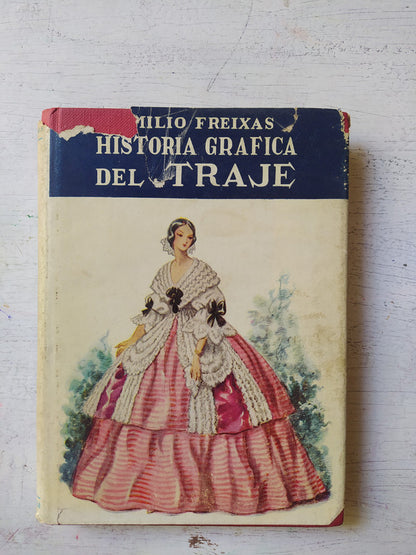 MILIO FREIXAS
HISTORIA GRAFICA
DEL TRAJE